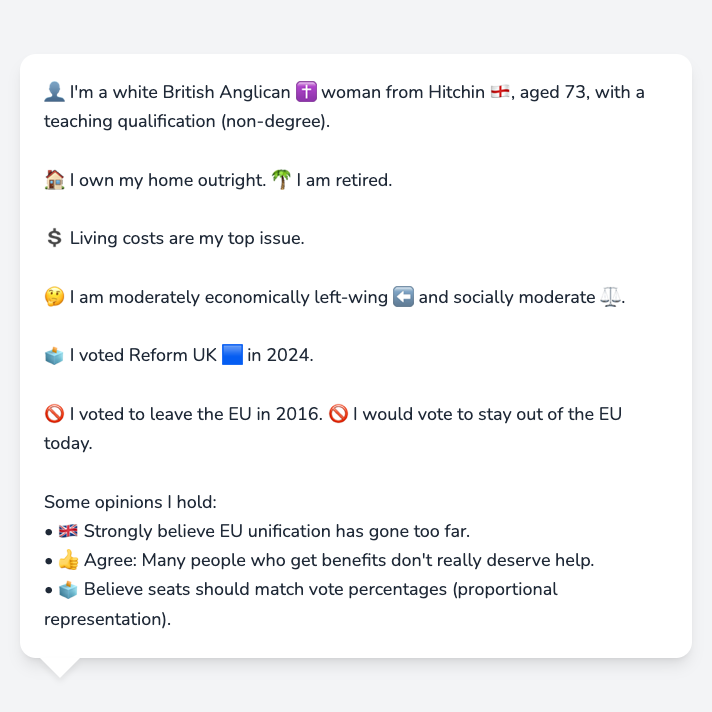 👤 I'm a white British Anglican ✝️ woman from Hitchin 🏴󠁧󠁢󠁥󠁮󠁧󠁿, aged 73, with a
teaching qualification (non-degree).
🏠 I own my home outright. 🌴 I am retired.
💲 Living costs are my top issue.
🤔 I am moderately economically left-wing ⬅️ and socially moderate ⚖️.
🗳️ I voted Reform UK 🟦 in 2024.
🚫 I voted to leave the EU in 2016. 🚫 I would vote to stay out of the EU
today.
Some opinions I hold:
• 🇬🇧 Strongly believe EU unification has gone too far.
• 👍 Agree: Many people who get benefits don't really deserve help.
• 🗳️ Believe seats should match vote percentages (proportional
representation).